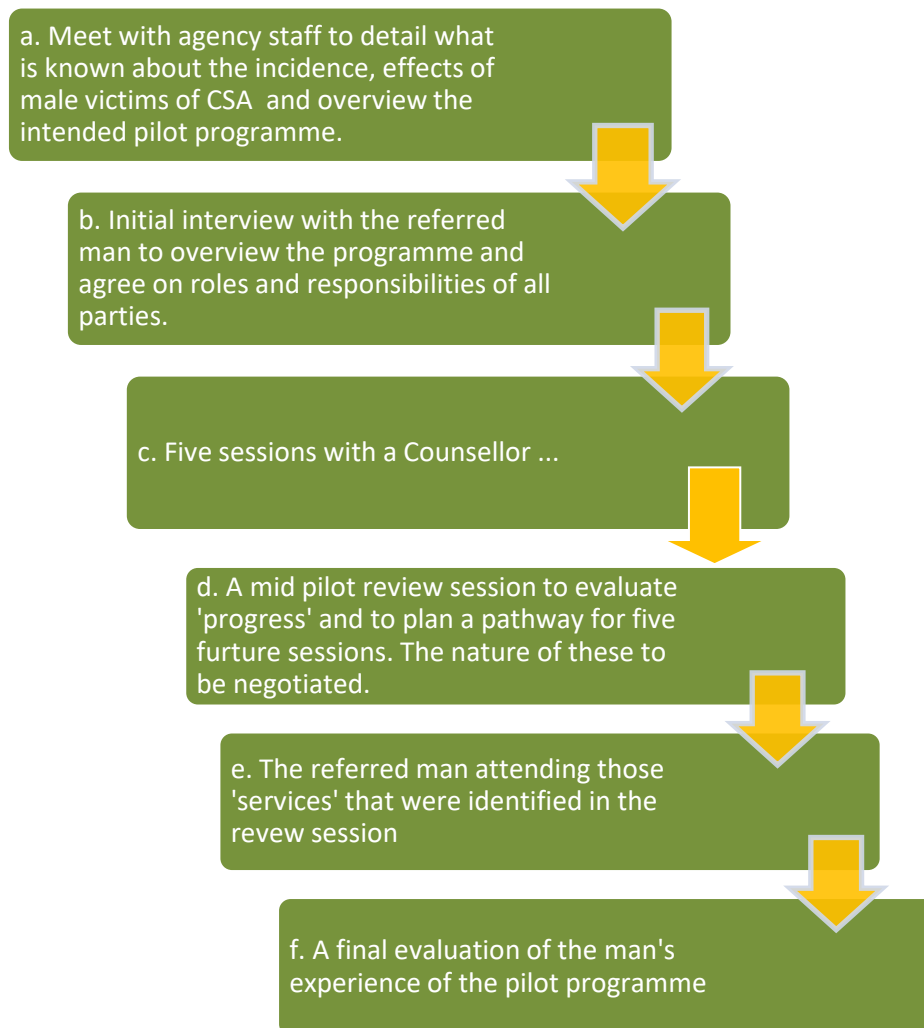 a. Meet with agency staff to detail what
is known about the incidence, effects of
male victims of CSA  and overview the
intended pilot programme.
b. Initial interview with the referred
man to overview the programme and
agree on roles and responsibilities of all
parties.
c. Five sessions with a Counsellor ...
d. A mid pilot review session to evaluate
'progress' and to plan a pathway for five
furture sessions. The nature of these to
be negotiated.
e. The referred man attending those
'services' that were identified in the
revew session
f. A final evaluation of the man's
experience of the pilot programme